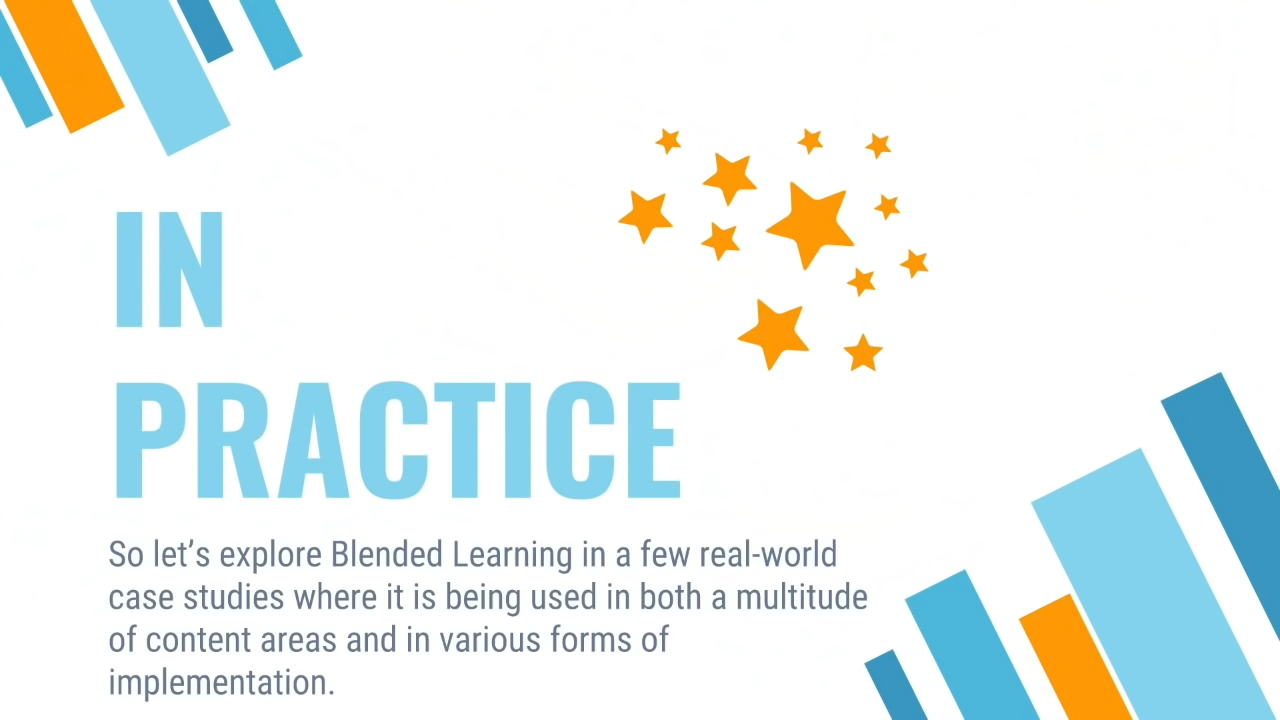 IN
PRACTICE
So let’s explore Blended Learning in a few real-world
case studies where it is being used in both a multitude
of content areas and in various forms of
implementation.